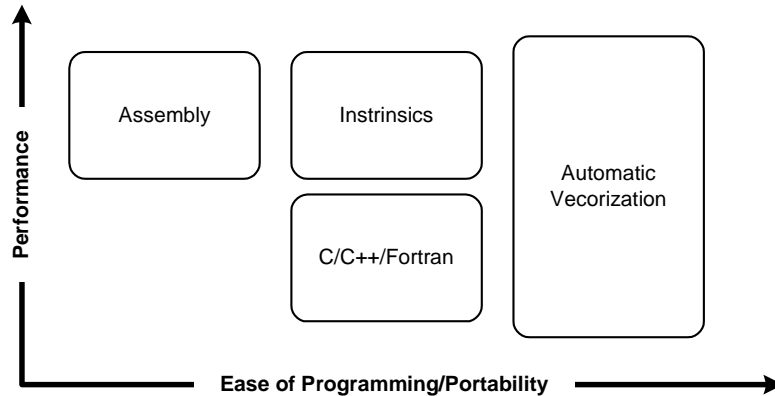 Assembly
Instrinsics
Automatic
Vecorization
C/C++/Fortran
Performance
Ease of Programming/Portability